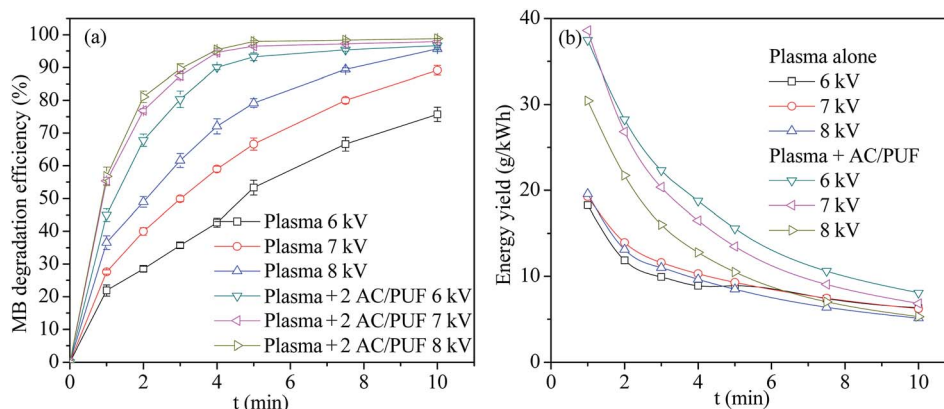 (a)
MB degradation efficiency (%)
100
90
80
70
60
50
40
30
20
10
0
Plasma 6 kV
Plasma 7 kV
Plasma 8 kV
Plasma + 2 AC/PUF 6 kV
Plasma + 2 AC/PUF 7 kV
Plasma + 2 AC/PUF 8 kV
0 2 4 6 8 10
t (min)
(b)
Energy yield (g/kWh)
40
30
20
10
0
Plasma alone
6 kV
7 kV
8 kV
Plasma + AC/PUF
6 kV
7 kV
8 kV
0 2 4 6 8 10
t (min)